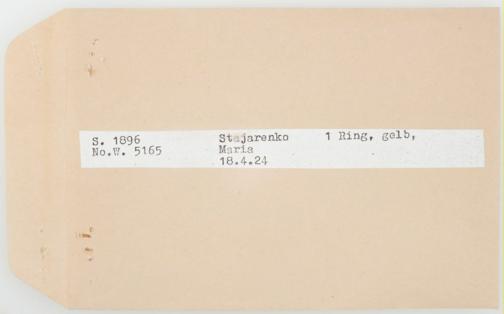 S. 1896 Stajarenko 1 Ring, gelb,
No.W. 5165 Maria
18.4.24